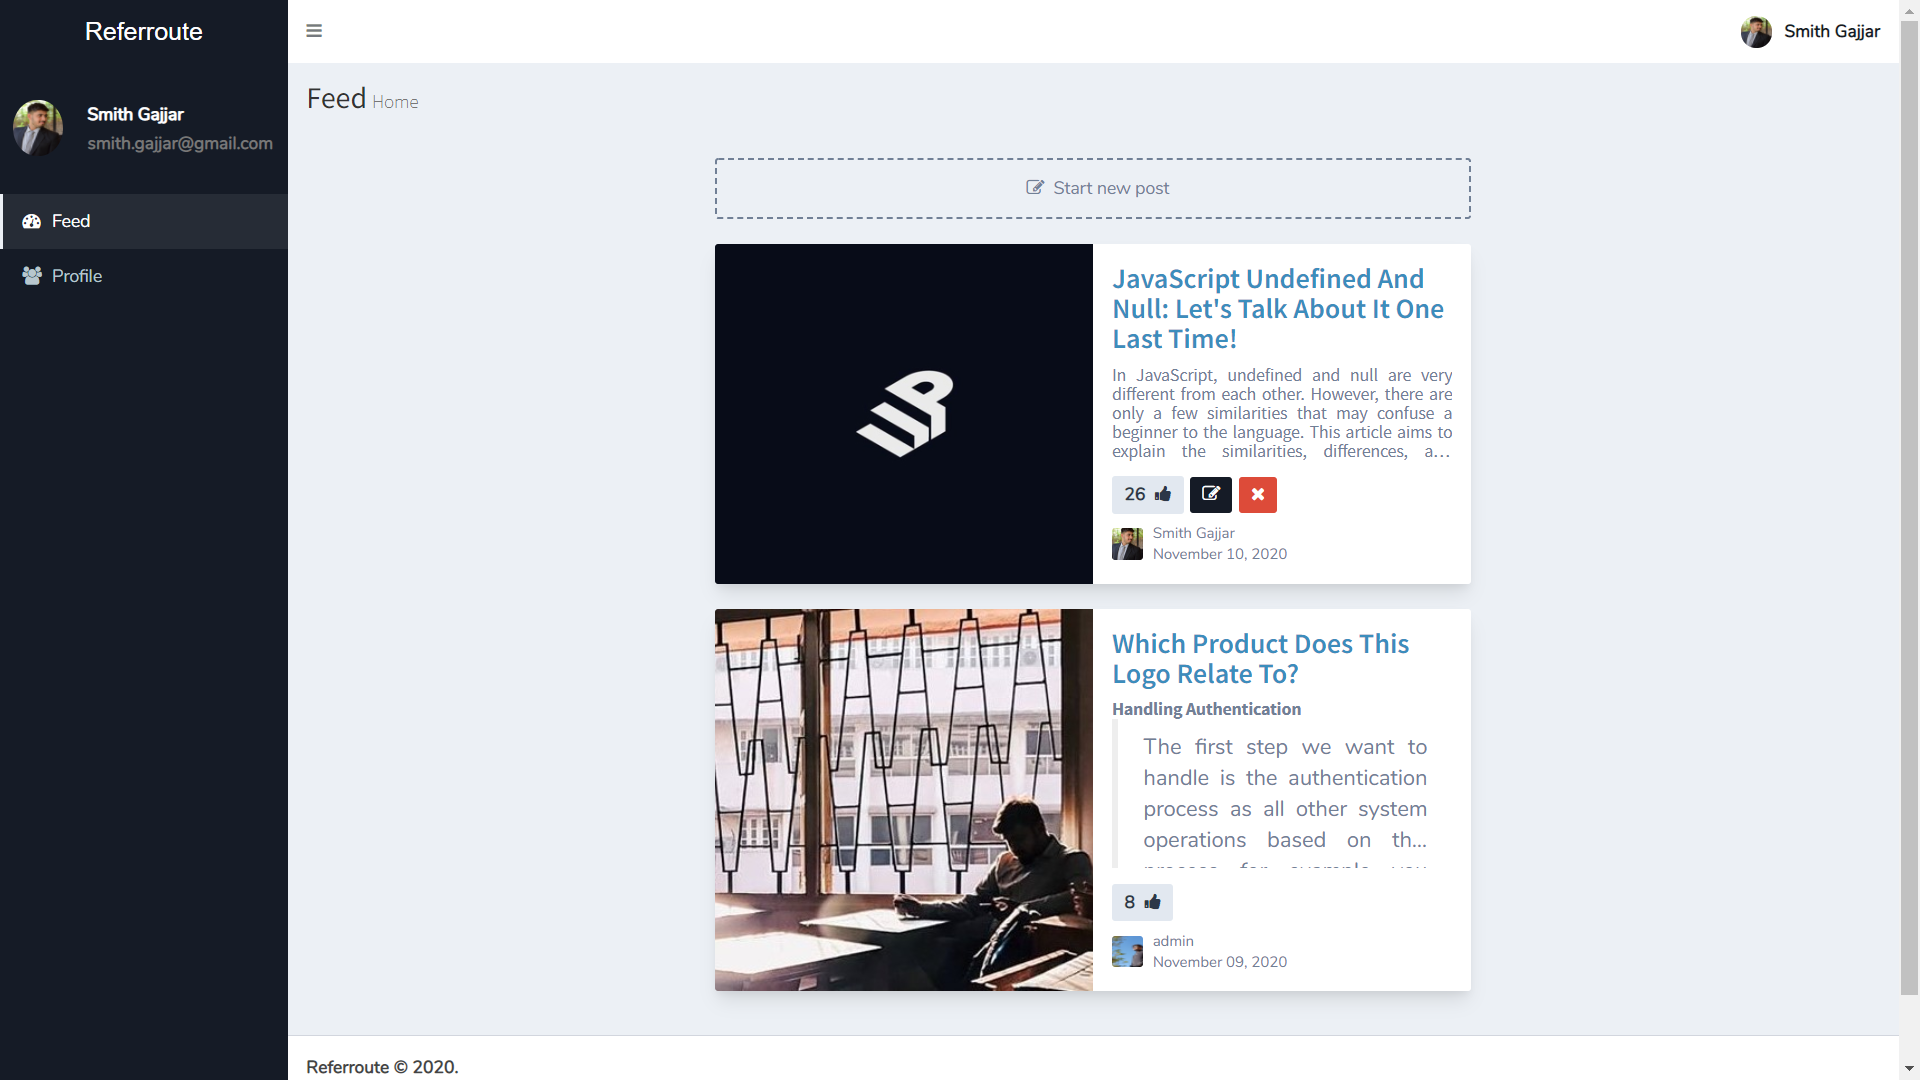 Referroute
Smith Gajjar
Smith Gajjar
smith.gajjar@gmail.com
Feed
Profile
Feed Home
Start new post
JavaScript Undefined And
Null: Let's Talk About It One
Last Time!
In JavaScript, undefined and null are very
different from each other. However, there are
only a few similarities that may confuse a
beginner to the language. This article aims to
explain the similarities, differences, a...
26
Smith Gajjar
November 10, 2020
Which Product Does This
Logo Relate To?
Handling Authentication
The first step we want to
handle is the authentication
process as all other system
operations based on th...
process for example you
8
admin
November 09, 2020
Referroute © 2020.